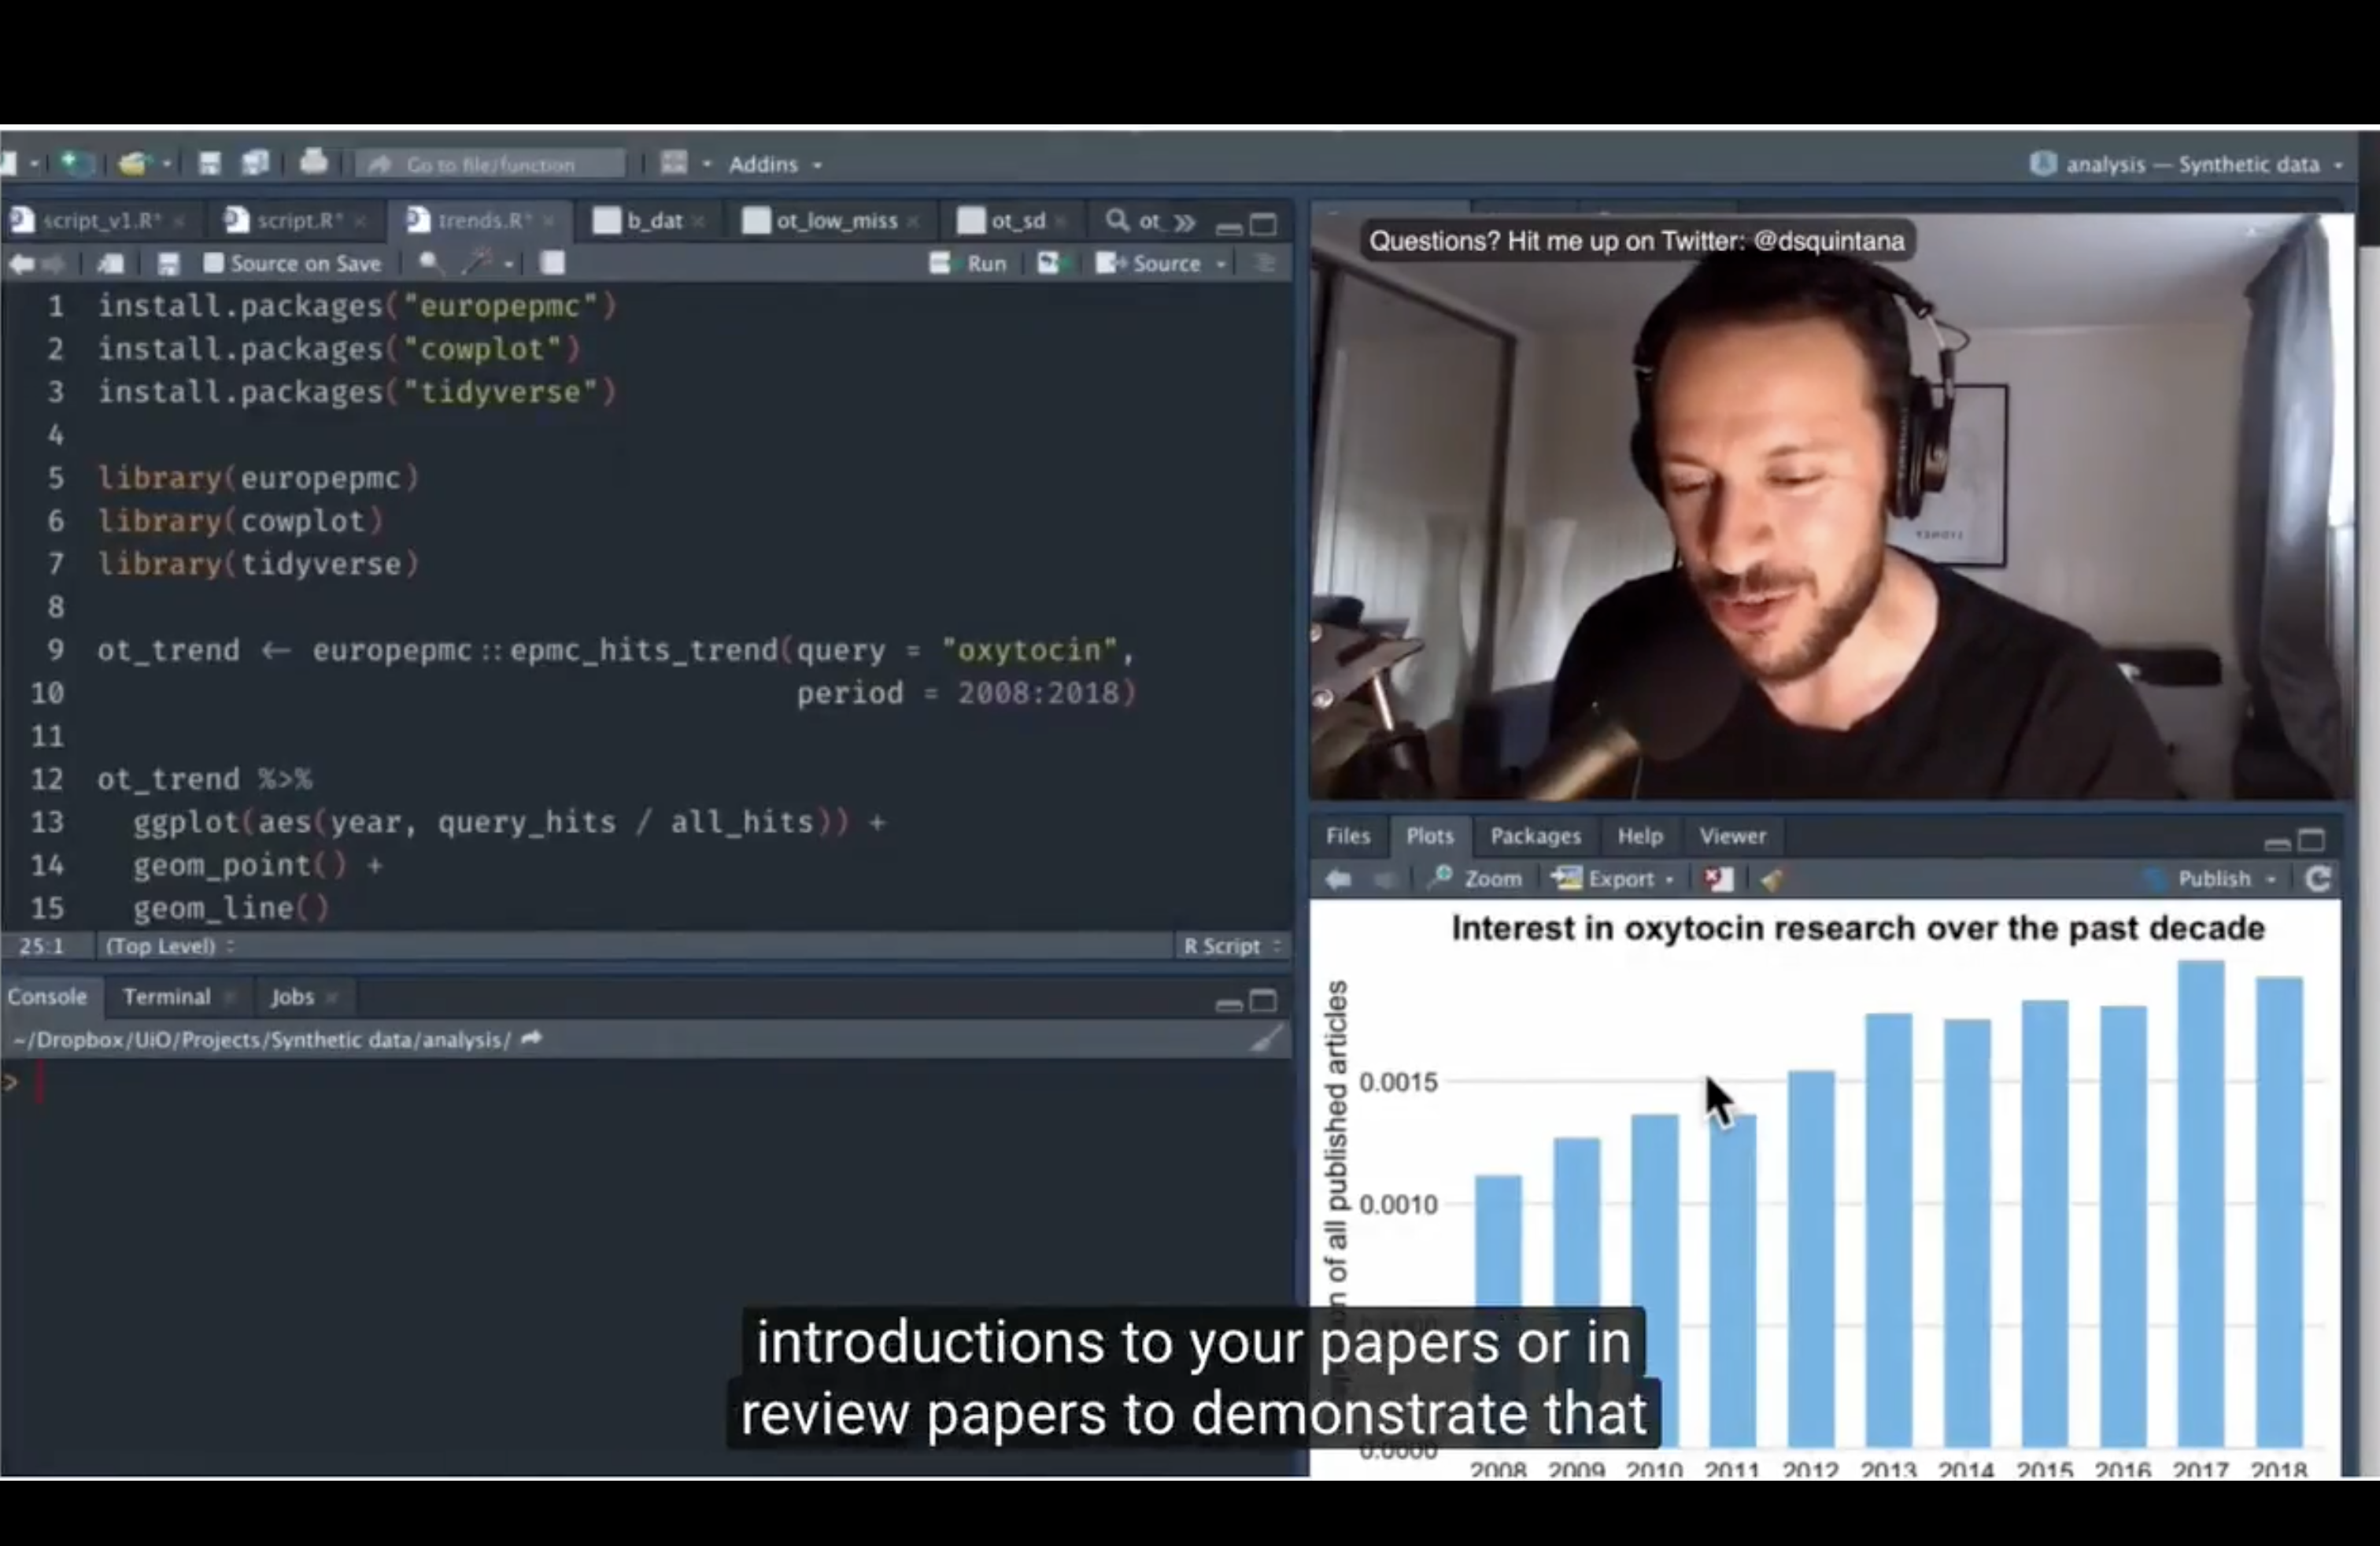 Go to file/function
Addins
analysis — Synthetic data
script_v1.R*
script.R*
trends.R*
b_dat
ot_low_miss
ot_sd
ot_
Source on Save
Run
Source
1 install.packages("europepmc")
2 install.packages("cowplot")
3 install.packages("tidyverse")
4
5 library(europepmc)
6 library(cowplot)
7 library(tidyverse)
8
9 ot_trend ← europepmc::epmc_hits_trend(query = "oxytocin",
10 period = 2008:2018)
11
12 ot_trend %>%
13 ggplot(aes(year, query_hits / all_hits)) +
14 geom_point() +
15 geom_line()
25:1 (Top Level) R Script
Console Terminal Jobs
~/Dropbox/UiO/Projects/Synthetic data/analysis/
>
Questions? Hit me up on Twitter: @dsquintana
Files Plots Packages Help Viewer
Zoom Export Publish
Interest in oxytocin research over the past decade
of all published articles
0.0015
0.0010
0.0000
2008 2009 2010 2011 2012 2013 2014 2015 2016 2017 2018
introductions to your papers or in
review papers to demonstrate that